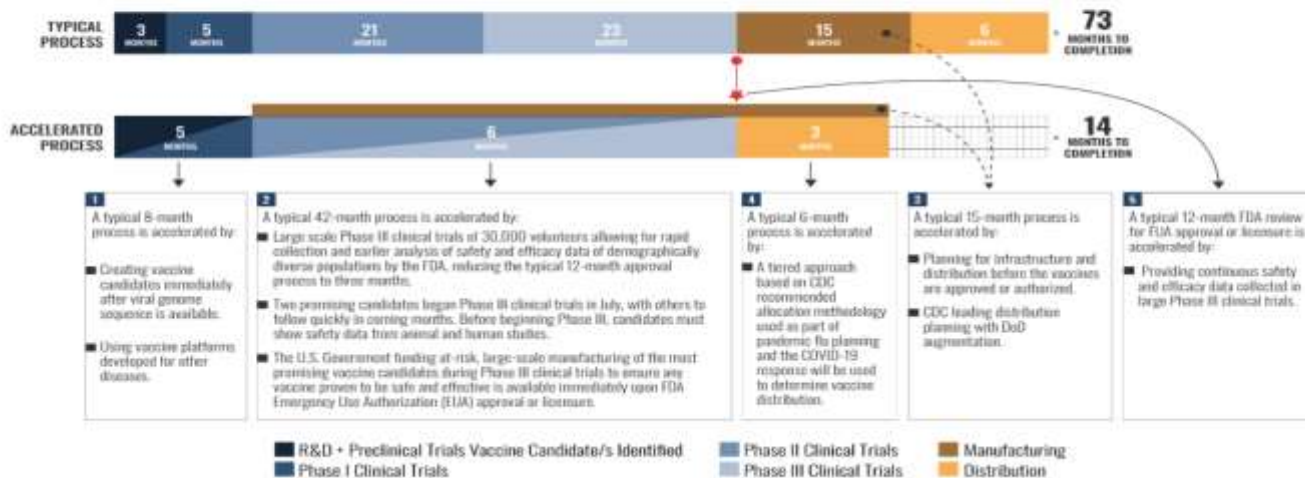 TYPICAL
PROCESS
3
MONTHS
5
MONTHS
21
MONTHS
23
MONTHS
15
MONTHS
6
MONTHS
73
MONTHS TO
COMPLETION
ACCELERATED
PROCESS
5
MONTHS
6
MONTHS
3
MONTHS
14
MONTHS TO
COMPLETION
1
A typical 8-month
process is accelerated by:
Creating vaccine
candidates immediately
after viral genome
sequence is available.
Using vaccine platforms
developed for other
diseases.
2
A typical 42-month process is accelerated by:
Large scale Phase III clinical trials of 30,000 volunteers allowing for rapid
collection and earlier analysis of safety and efficacy data of demographically
diverse populations by the FDA, reducing the typical 12-month approval
process to three months.
Two promising candidates began Phase III clinical trials in July, with others to
follow quickly in coming months. Before beginning Phase III, candidates must
show safety data from animal and human studies.
The U.S. Government funding at-risk, large-scale manufacturing of the most
promising vaccine candidates during Phase III clinical trials to ensure any
vaccine proven to be safe and effective is available immediately upon FDA
Emergency Use Authorization (EUA) approval or licensure.
4
A typical 6-month
process is accelerated
by:
A tiered approach
based on CDC
recommended
allocation methodology
used as part of
pandemic flu planning
and the COVID-19
response will be used
to determine vaccine
distribution.
3
A typical 15-month process is
accelerated by:
Planning for infrastructure and
distribution before the vaccines
are approved or authorized.
CDC leading distribution
planning with DoD
augmentation.
5
A typical 12-month FDA review
for EUA approval or licensure is
accelerated by:
Providing continuous safety
and efficacy data collected in
large Phase III clinical trials.
R&D + Preclinical Trials Vaccine Candidate/s Identified
Phase I Clinical Trials
Phase II Clinical Trials
Phase III Clinical Trials
Manufacturing
Distribution